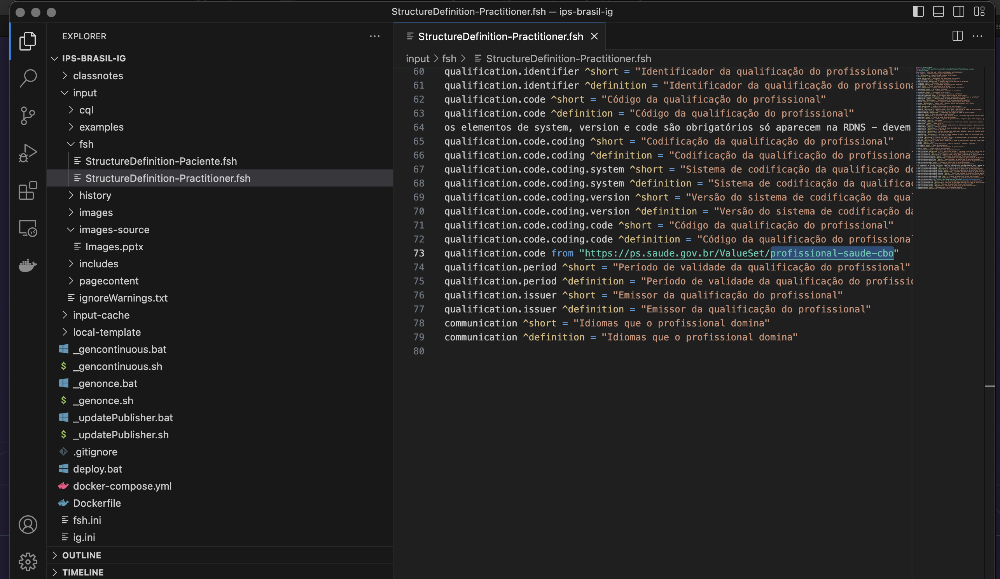 StructureDefinition-Practitioner.fsh — ips-brasil-ig
EXPLORER
IPS-BRASIL-IG
classnotes
input
cql
examples
fsh
StructureDefinition-Paciente.fsh
StructureDefinition-Practitioner.fsh
history
images
images-source
Images.pptx
includes
pagecontent
ignoreWarnings.txt
input-cache
local-template
_gencontinuous.bat
$ _gencontinuous.sh
_genonce.bat
$ _genonce.sh
_updatePublisher.bat
$ _updatePublisher.sh
.gitignore
deploy.bat
docker-compose.yml
Dockerfile
fsh.ini
ig.ini
OUTLINE
TIMELINE
StructureDefinition-Practitioner.fsh
input > fsh > StructureDefinition-Practitioner.fsh
60 qualification.identifier ^short = "Identificador da qualificação do profissional"
61 qualification.identifier ^definition = "Identificador da qualificação do profissiona
62 qualification.code ^short = "Código da qualificação do profissional"
63 qualification.code ^definition = "Código da qualificação do profissional"
64 os elementos de system, version e code são obrigatórios só aparecem na RDNS – devem
65 qualification.code.coding ^short = "Codificação da qualificação do profissional"
66 qualification.code.coding ^definition = "Codificação da qualificação do profissiona
67 qualification.code.coding.system ^short = "Sistema de codificação da qualificação d
68 qualification.code.coding.system ^definition = "Sistema de codificação da qualifica
69 qualification.code.coding.version ^short = "Versão do sistema de codificação da qua
70 qualification.code.coding.version ^definition = "Versão do sistema de codificação d
71 qualification.code.coding.code ^short = "Código da qualificação do profissional"
72 qualification.code.coding.code ^definition = "Código da qualificação do profissiona
73 qualification.code from "https://ps.saude.gov.br/ValueSet/profissional-saude-cbo"
74 qualification.period ^short = "Período de validade da qualificação do profissional"
75 qualification.period ^definition = "Período de validade da qualificação do profissi
76 qualification.issuer ^short = "Emissor da qualificação do profissional"
77 qualification.issuer ^definition = "Emissor da qualificação do profissional"
78 communication ^short = "Idiomas que o profissional domina"
79 communication ^definition = "Idiomas que o profissional domina"
80